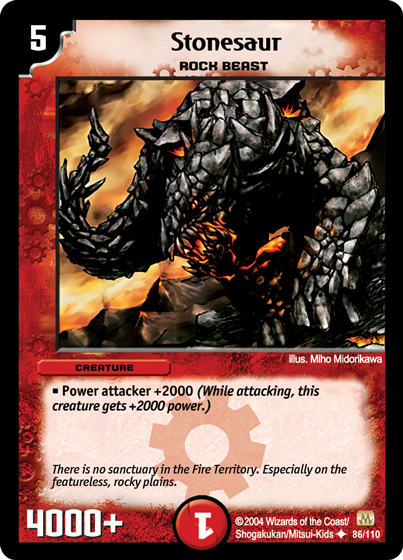 5
Stonesaur
ROCK BEAST
illus. Miho Midorikawa
CREATURE
▪ Power attacker +2000 (While attacking, this
creature gets +2000 power.)
There is no sanctuary in the Fire Territory. Especially on the
featureless, rocky plains.
4000+
1
©2004 Wizards of the Coast/
Shogakukan/Mitsui-Kids ✦ 86/110